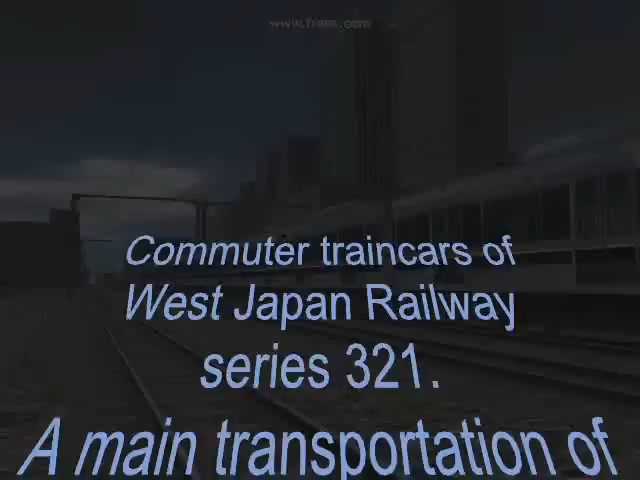 Commuter traincars of
West Japan Railway
series 321.
A main transportation of